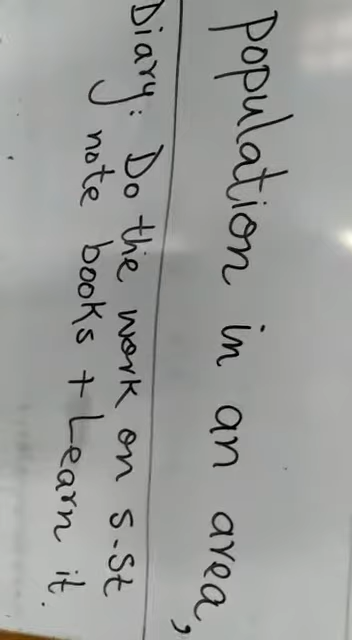 population in an area,
Diary: Do the work on S.St
note books + Learn it.